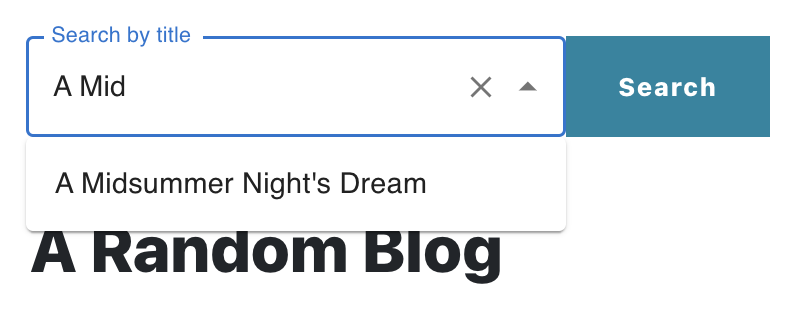 Search by title
A Mid
Search
A Midsummer Night's Dream
A Random Blog